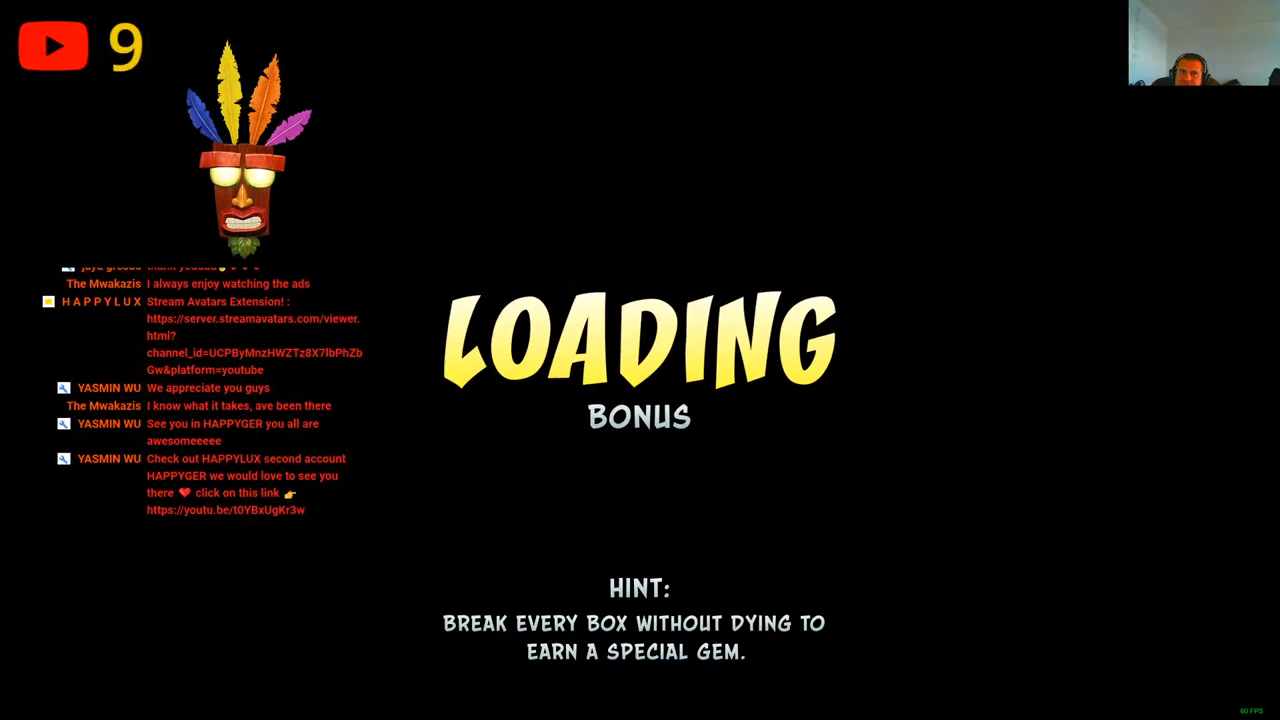 9
The Mwakazis I always enjoy watching the ads
H A P P Y L U X Stream Avatars Extension! :
https://server.streamavatars.com/viewer.
html?
channel_id=UCPByMnzHWZTz8X7lbPhZb
Gw&platform=youtube
YASMIN WU We appreciate you guys
The Mwakazis I know what it takes, ave been there
YASMIN WU See you in HAPPYGER you all are
awesomeeeee
YASMIN WU Check out HAPPYLUX second account
HAPPYGER we would love to see you
there ❤️ click on this link 👉
https://youtu.be/t0YBxUgKr3w
LOADING
BONUS
HINT:
BREAK EVERY BOX WITHOUT DYING TO
EARN A SPECIAL GEM.
60 FPS